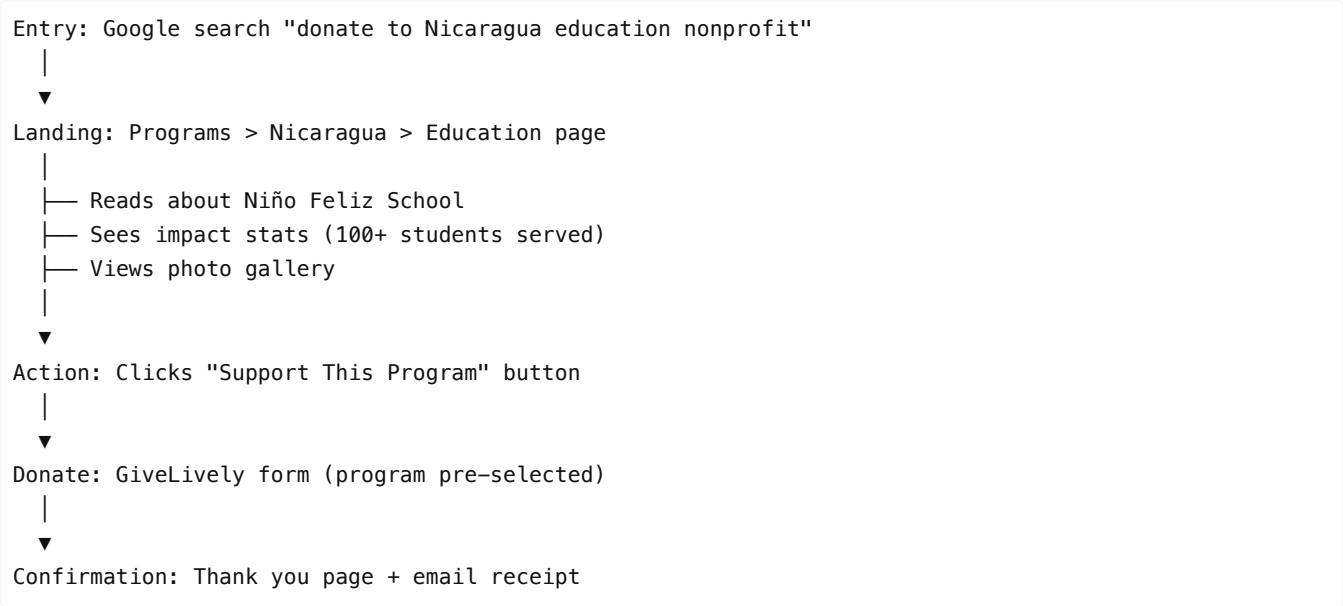 Entry: Google search "donate to Nicaragua education nonprofit"
  │
  ▼
Landing: Programs > Nicaragua > Education page
  │
  ├── Reads about Niño Feliz School
  ├── Sees impact stats (100+ students served)
  ├── Views photo gallery
  │
  ▼
Action: Clicks "Support This Program" button
  │
  ▼
Donate: GiveLively form (program pre-selected)
  │
  ▼
Confirmation: Thank you page + email receipt